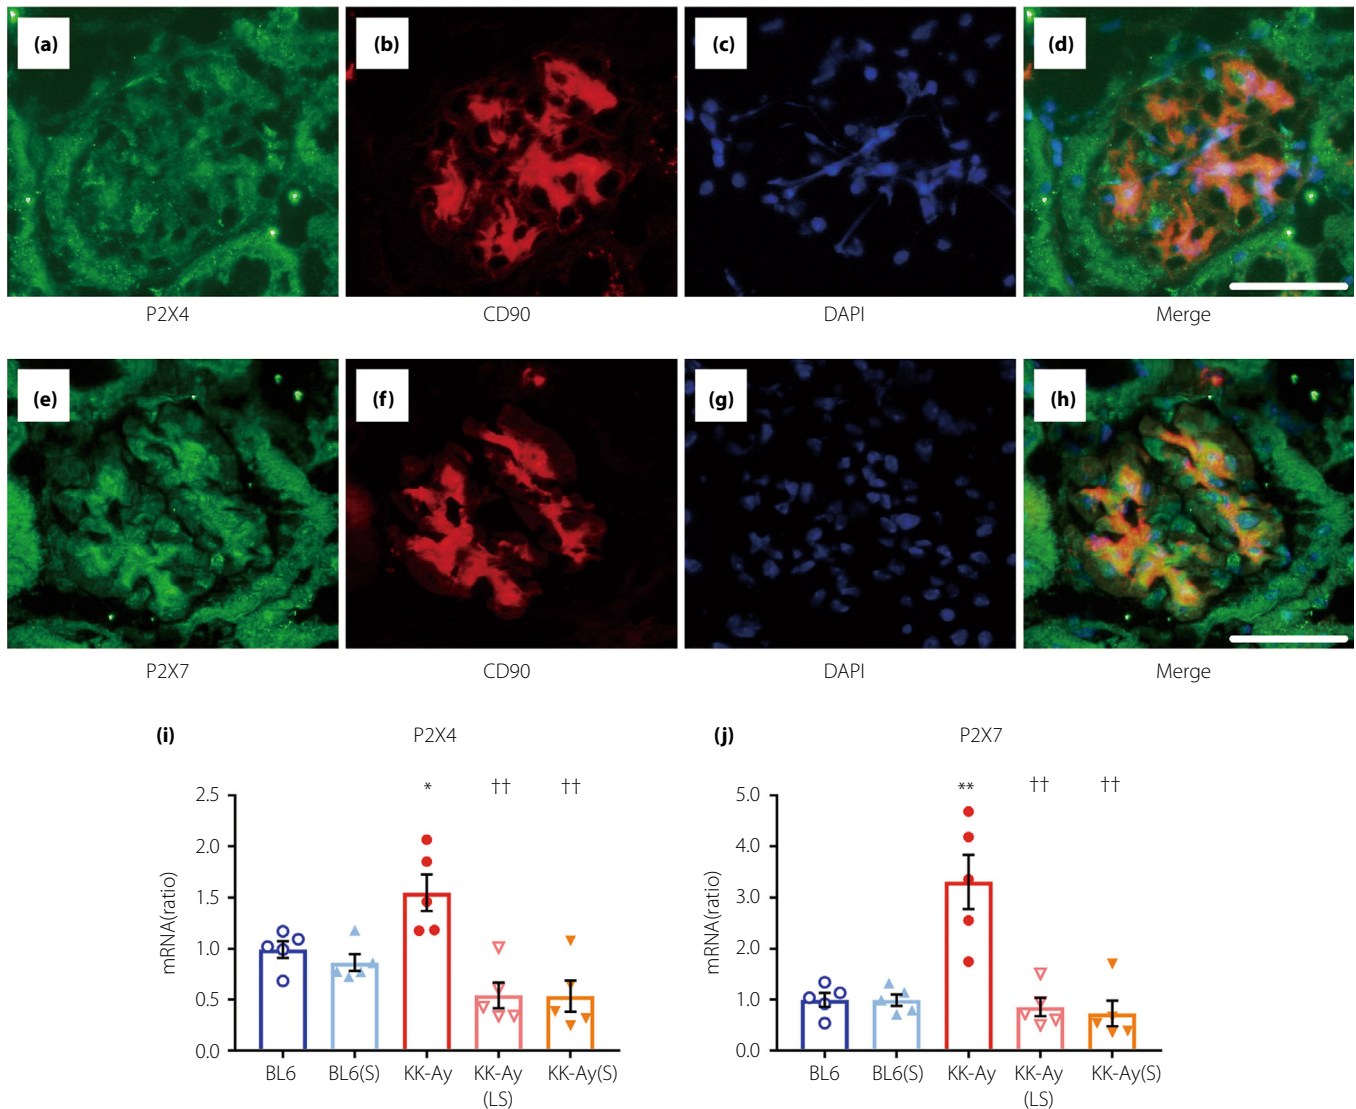 (a) (b) (c) (d)
P2X4 CD90 DAPI Merge
(e) (f) (g) (h)
P2X7 CD90 DAPI Merge
(i) P2X4
* †† ††
mRNA(ratio)
2.5
2.0
1.5
1.0
0.5
0.0
BL6 BL6(S) KK-Ay KK-Ay KK-Ay(S)
(LS)
(j) P2X7
** †† ††
mRNA(ratio)
5.0
4.0
3.0
2.0
1.0
0.0
BL6 BL6(S) KK-Ay KK-Ay KK-Ay(S)
(LS)